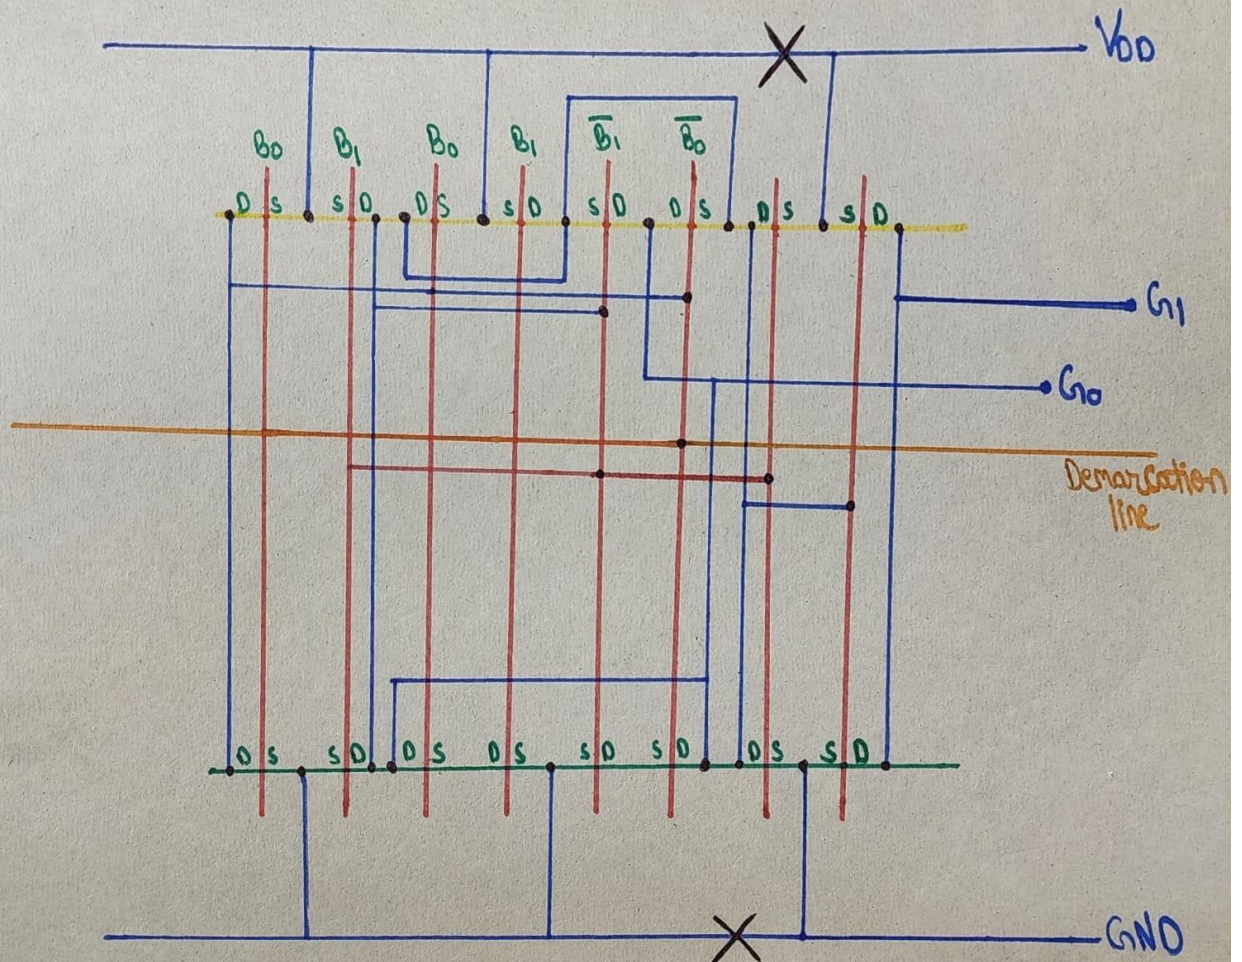 VDD
B0 B1 B0 B1 B̅1 B̅0
D S S D D S S D S D D S D S S D
G1
G0
Demarcation
line
D S S D D S D S S D S D D S S D
GND